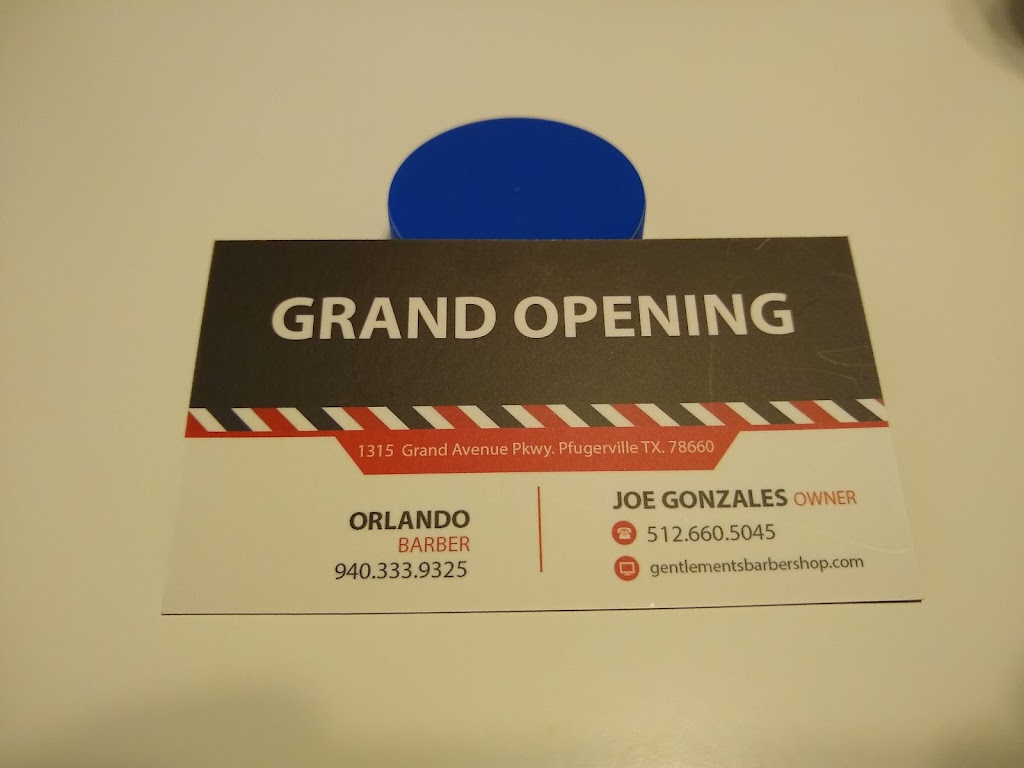 GRAND OPENING
1315 Grand Avenue Pkwy. Pfugerville TX. 78660
ORLANDO
BARBER
940.333.9325
JOE GONZALES OWNER
512.660.5045
gentlementsbarbershop.com